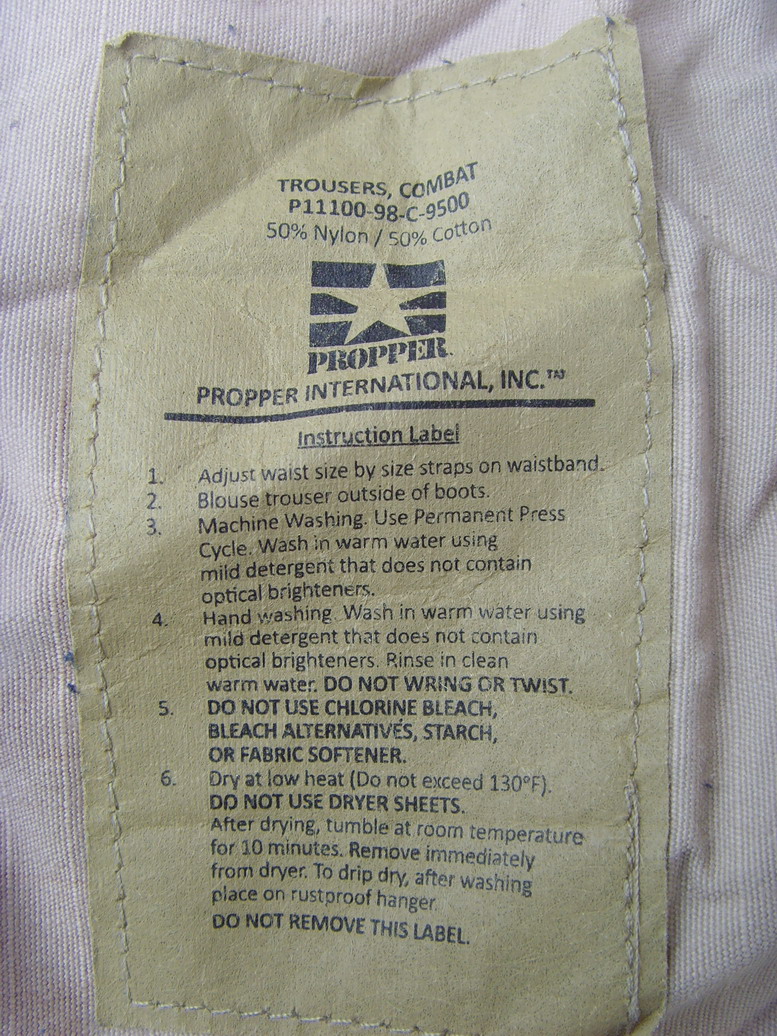 TROUSERS, COMBAT
P11100-98-C-9500
50% Nylon / 50% Cotton
PROPPER
PROPPER INTERNATIONAL, INC.™
Instruction Label
1. Adjust waist size by size straps on waistband.
2. Blouse trouser outside of boots.
3. Machine Washing. Use Permanent Press
Cycle. Wash in warm water using
mild detergent that does not contain
optical brighteners.
4. Hand washing. Wash in warm water using
mild detergent that does not contain
optical brighteners. Rinse in clean
warm water. DO NOT WRING OR TWIST.
5. DO NOT USE CHLORINE BLEACH,
BLEACH ALTERNATIVES, STARCH,
OR FABRIC SOFTENER.
6. Dry at low heat (Do not exceed 130°F).
DO NOT USE DRYER SHEETS.
After drying, tumble at room temperature
for 10 minutes. Remove immediately
from dryer. To drip dry, after washing
place on rustproof hanger.
DO NOT REMOVE THIS LABEL.